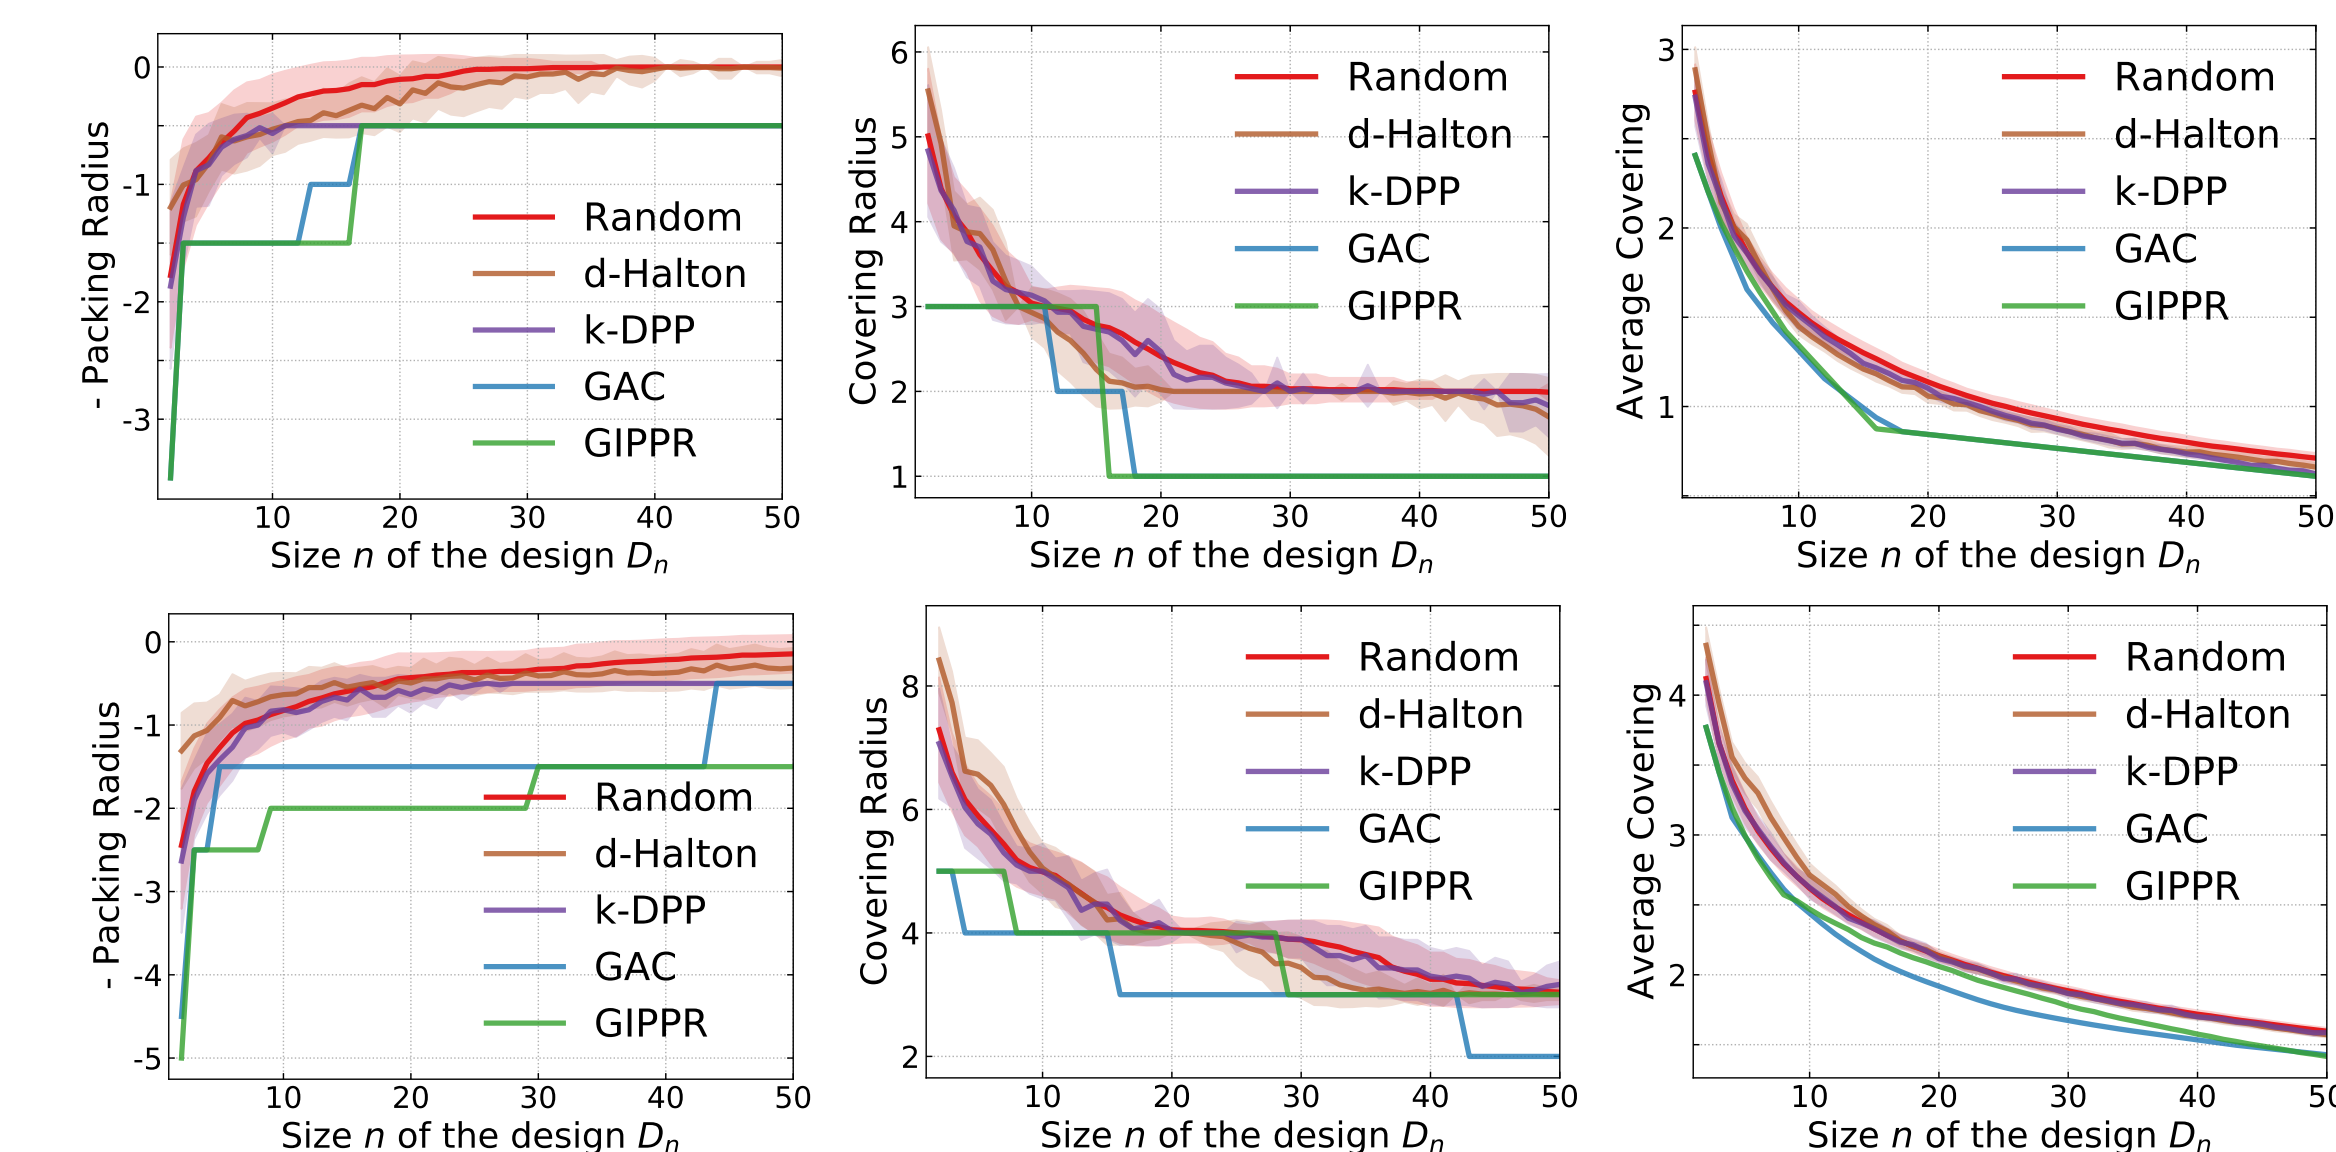 - Packing Radius
0
-1
-2
-3
10 20 30 40 50
Size n of the design Dn
Random
d-Halton
k-DPP
GAC
GIPPR
Covering Radius
6
5
4
3
2
1
10 20 30 40 50
Size n of the design Dn
Random
d-Halton
k-DPP
GAC
GIPPR
Average Covering
3
2
1
10 20 30 40 50
Size n of the design Dn
Random
d-Halton
k-DPP
GAC
GIPPR
- Packing Radius
0
-1
-2
-3
-4
-5
10 20 30 40 50
Size n of the design Dn
Random
d-Halton
k-DPP
GAC
GIPPR
Covering Radius
8
6
4
2
10 20 30 40 50
Size n of the design Dn
Random
d-Halton
k-DPP
GAC
GIPPR
Average Covering
4
3
2
10 20 30 40 50
Size n of the design Dn
Random
d-Halton
k-DPP
GAC
GIPPR